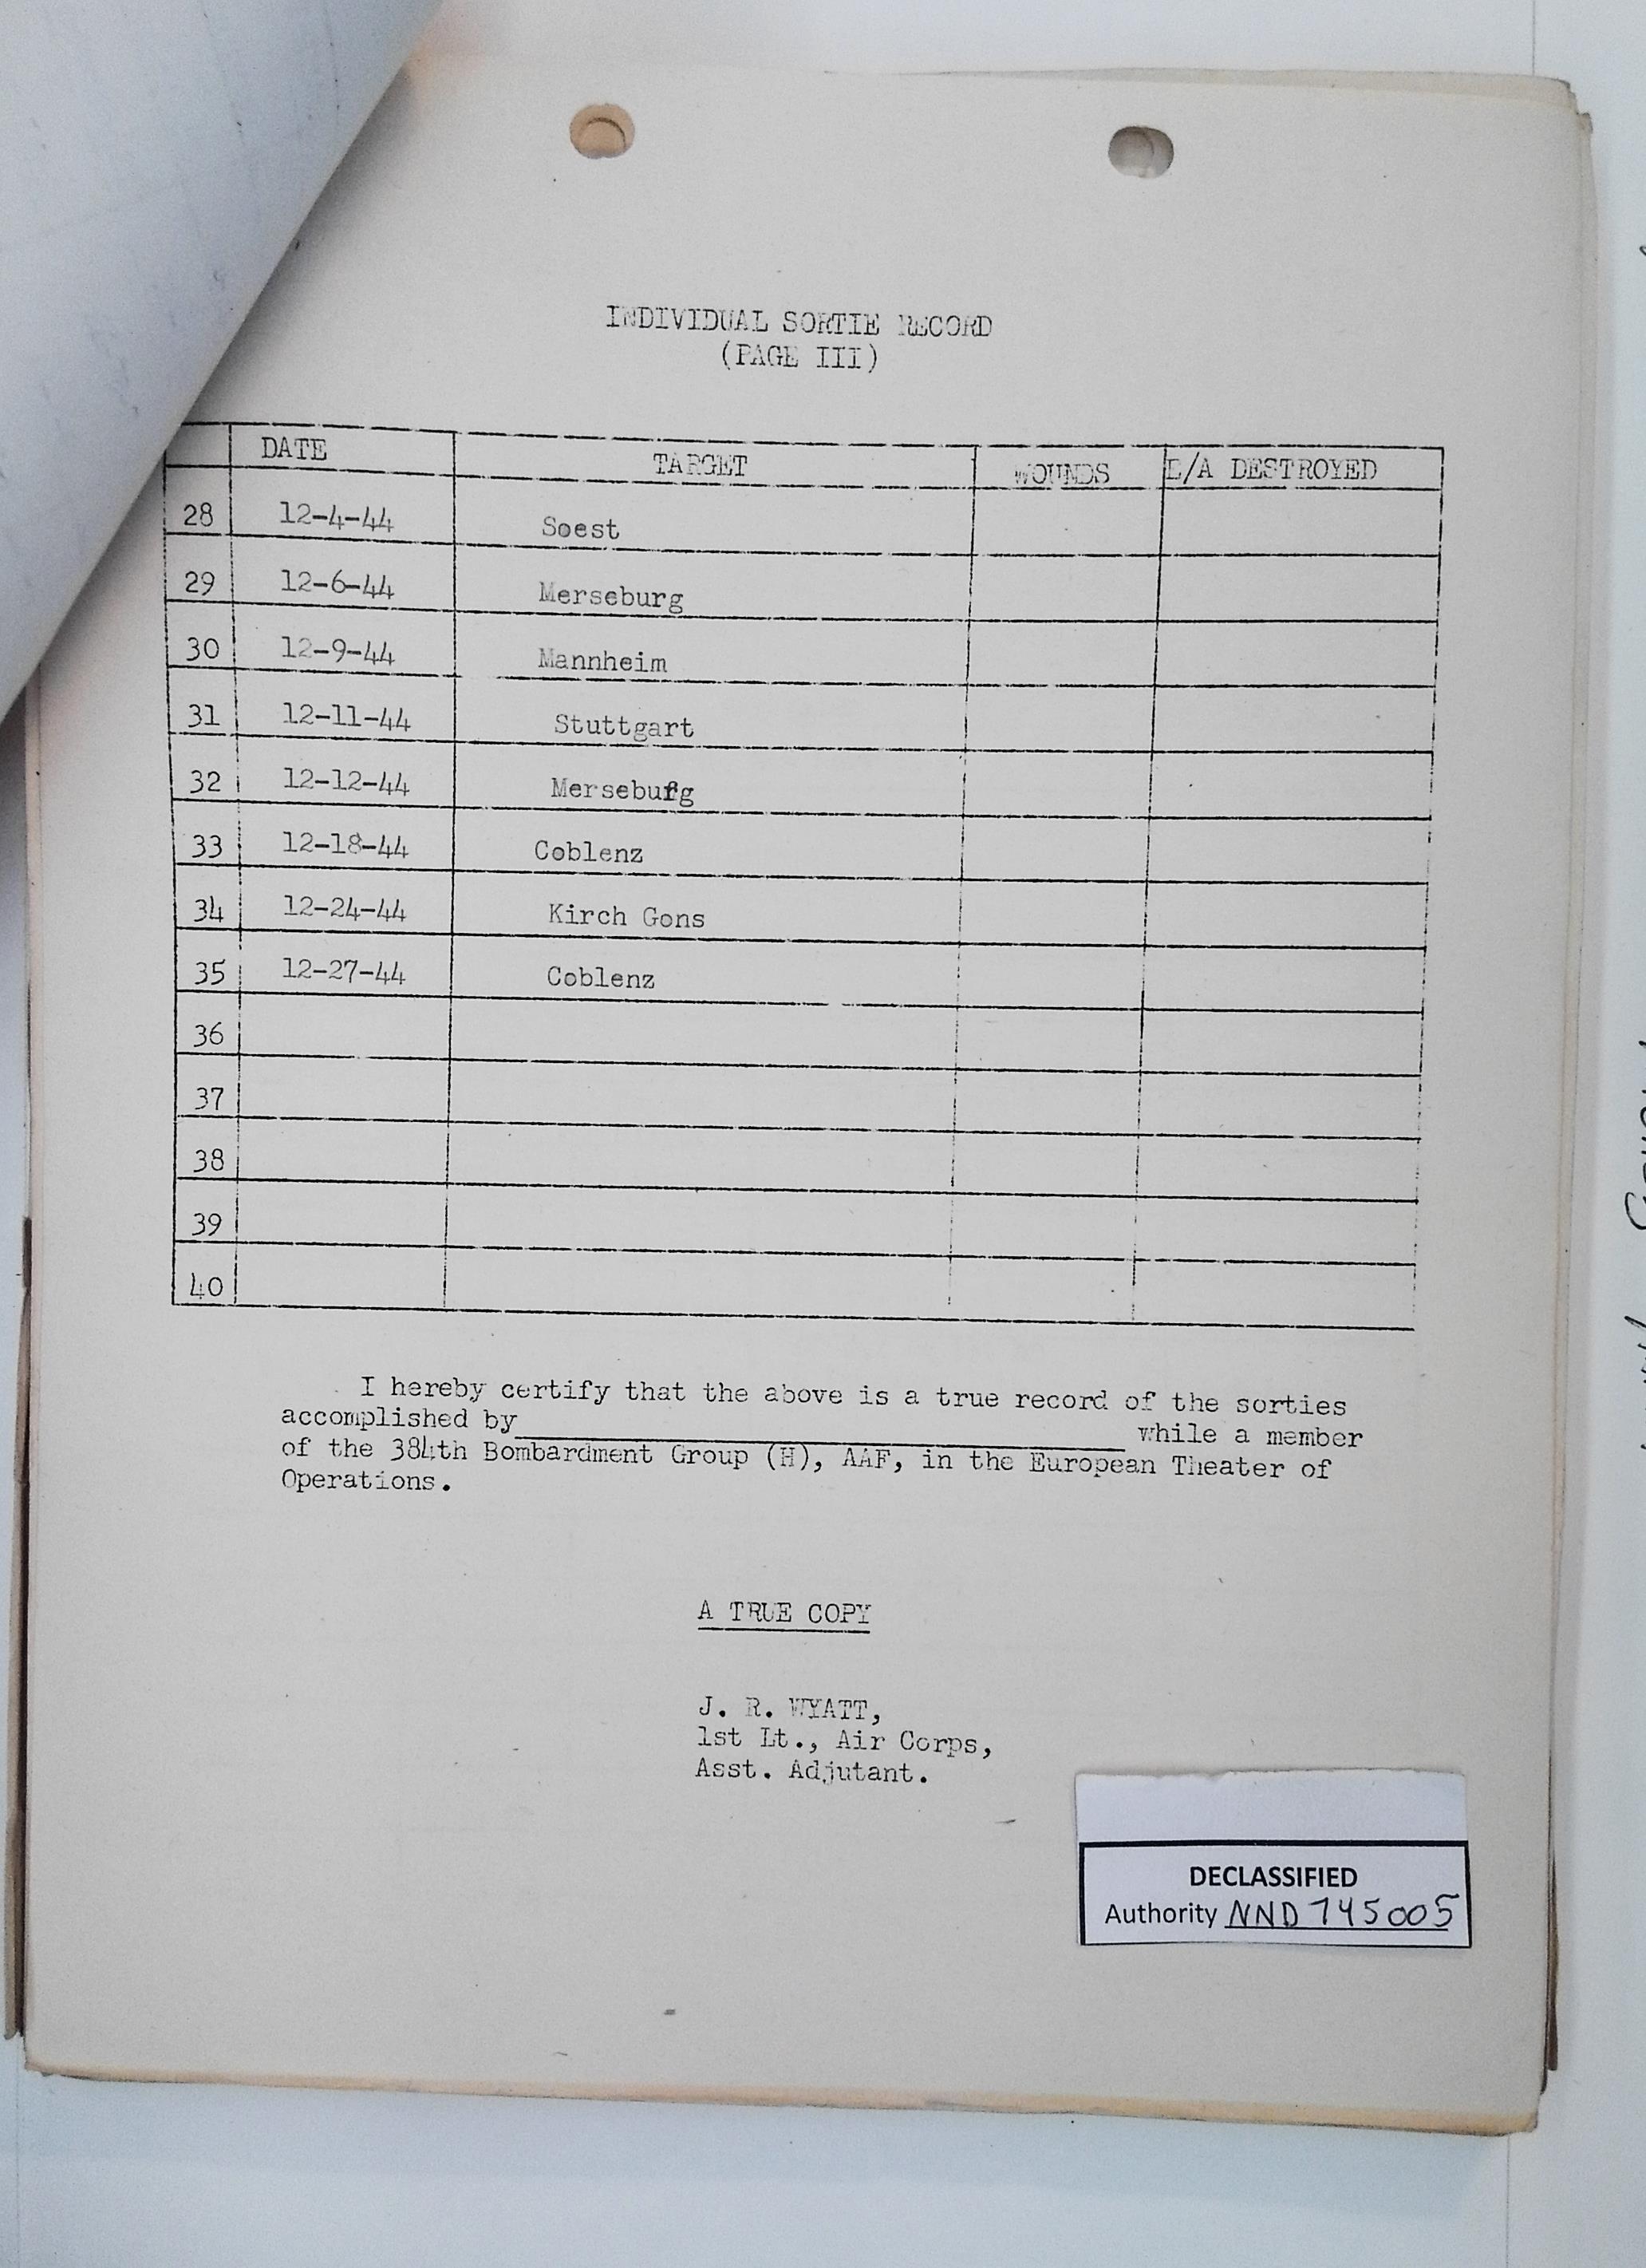 INDIVIDUAL SORTIE RECORD
(PAGE III)
DATE TARGET WOUNDS E/A DESTROYED
28 12-4-44 Soest
29 12-6-44 Merseburg
30 12-9-44 Mannheim
31 12-11-44 Stuttgart
32 12-12-44 Merseburg
33 12-18-44 Coblenz
34 12-24-44 Kirch Gons
35 12-27-44 Coblenz
36
37
38
39
40
I hereby certify that the above is a true record of the sorties
accomplished by while a member
of the 384th Bombardment Group (H), AAF, in the European Theater of
Operations.
A TRUE COPY
J. R. WYATT,
1st Lt., Air Corps,
Asst. Adjutant.
DECLASSIFIED
Authority NND 745005